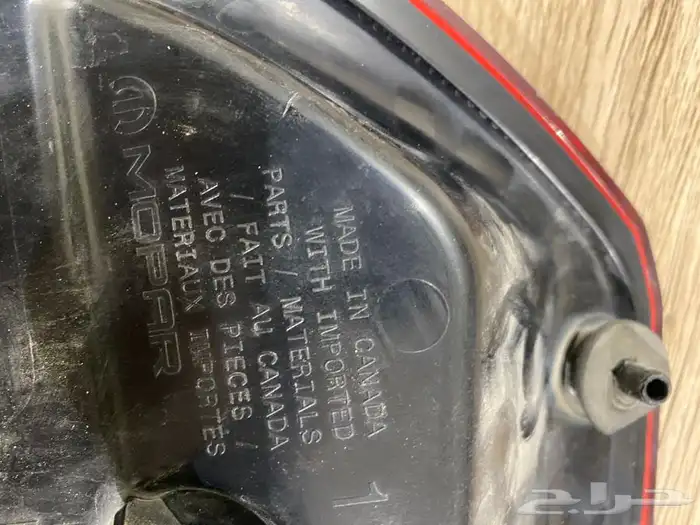 MADE IN CANADA
WITH IMPORTED
PARTS / MATERIALS
/ FAIT AU CANADA
AVEC DES PIECES /
MATERIAUX IMPORTES
MOPAR
1
حراج